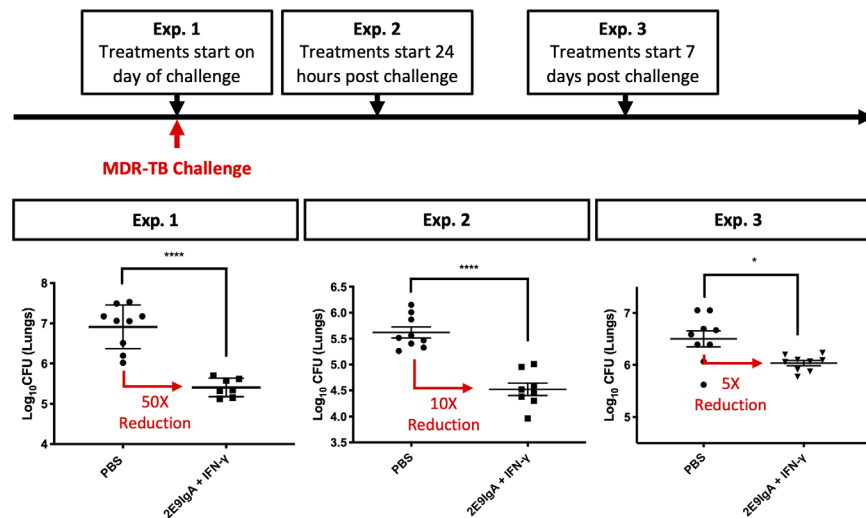 Exp. 1
Treatments start on
day of challenge
Exp. 2
Treatments start 24
hours post challenge
Exp. 3
Treatments start 7
days post challenge
MDR-TB Challenge
Exp. 1
Exp. 2
Exp. 3
****
8
7
6
5
4
Log10CFU (Lungs)
50X
Reduction
PBS
2E9IgA + IFN-γ
****
6.5
6.0
5.5
5.0
4.5
4.0
3.5
Log10 CFU (Lungs)
10X
Reduction
PBS
2E9IgA + IFN-γ
*
7
6
5
Log10 CFU (Lungs)
5X
Reduction
PBS
2E9IgA + IFN-γ